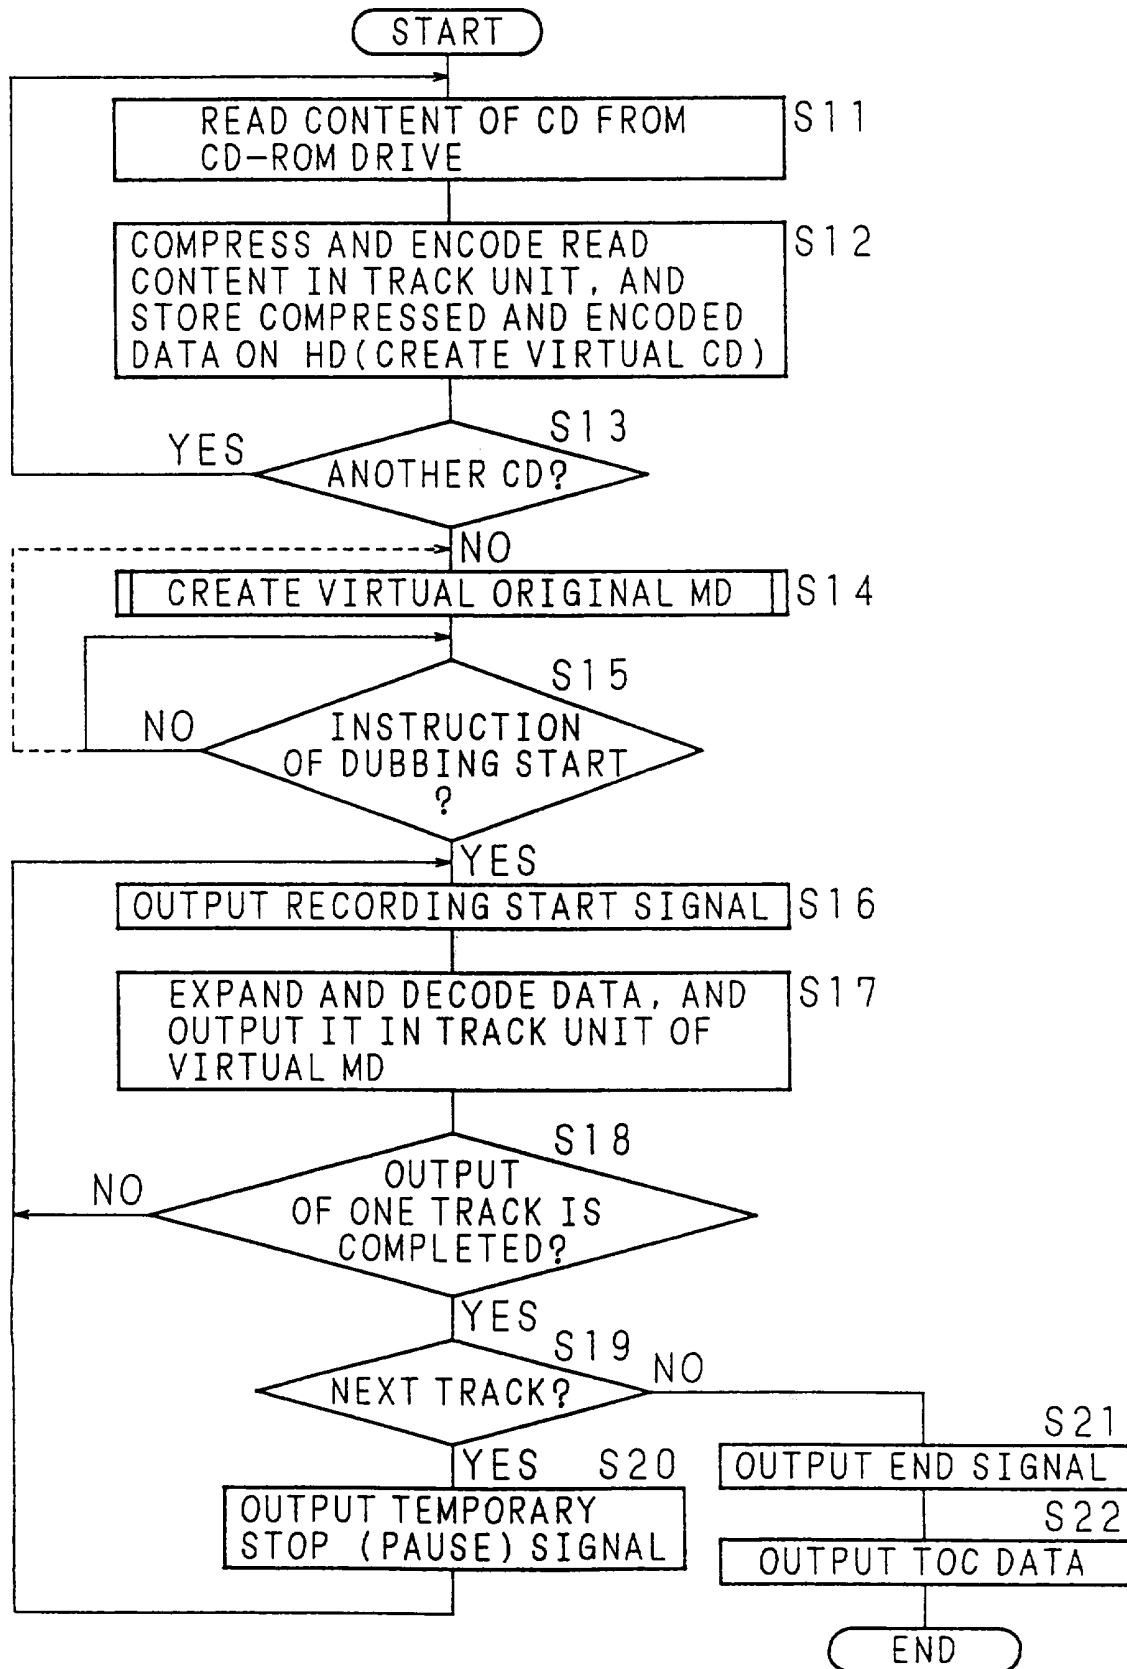 START
READ CONTENT OF CD FROM
CD-ROM DRIVE
S11
COMPRESS AND ENCODE READ
CONTENT IN TRACK UNIT, AND
STORE COMPRESSED AND ENCODED
DATA ON HD(CREATE VIRTUAL CD)
S12
S13
YES
ANOTHER CD?
NO
CREATE VIRTUAL ORIGINAL MD
S14
S15
NO
INSTRUCTION
OF DUBBING START
?
YES
OUTPUT RECORDING START SIGNAL
S16
EXPAND AND DECODE DATA, AND
OUTPUT IT IN TRACK UNIT OF
VIRTUAL MD
S17
S18
NO
OUTPUT
OF ONE TRACK IS
COMPLETED?
YES
S19
NEXT TRACK?
NO
YES
S20
OUTPUT TEMPORARY
STOP (PAUSE) SIGNAL
S21
OUTPUT END SIGNAL
S22
OUTPUT TOC DATA
END